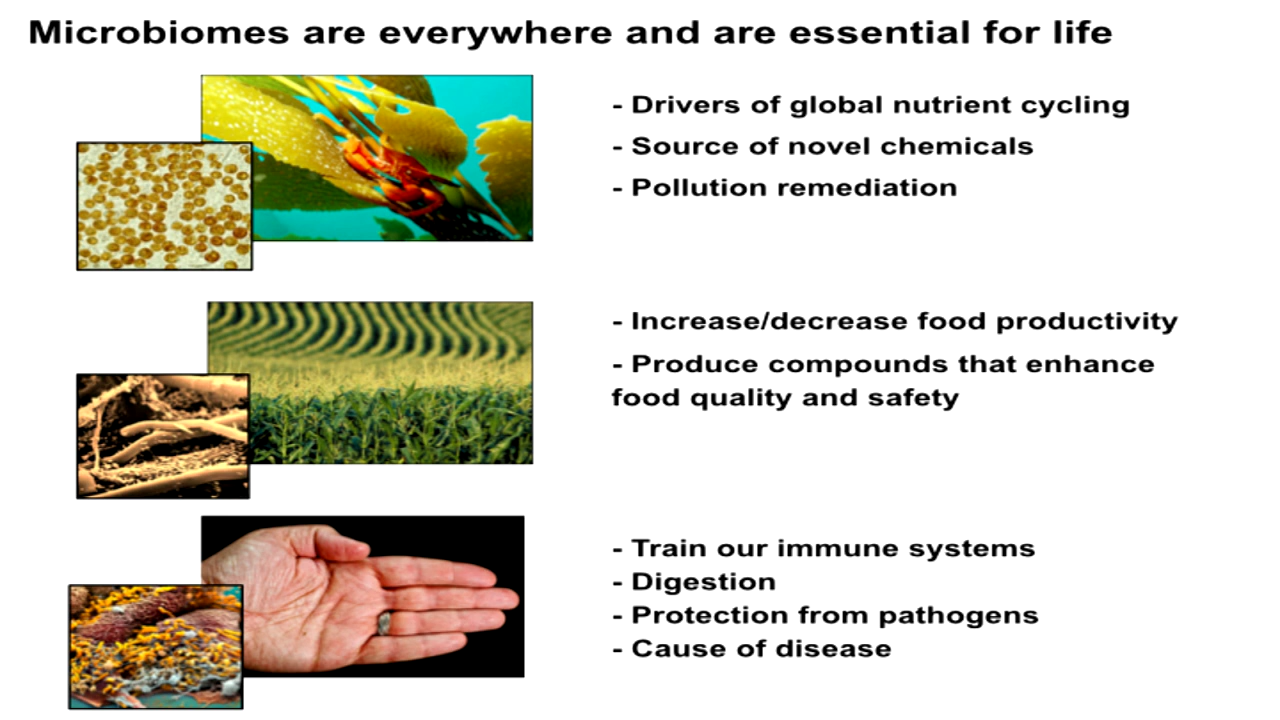 Microbiomes are everywhere and are essential for life
- Drivers of global nutrient cycling
- Source of novel chemicals
- Pollution remediation
- Increase/decrease food productivity
- Produce compounds that enhance
food quality and safety
- Train our immune systems
- Digestion
- Protection from pathogens
- Cause of disease